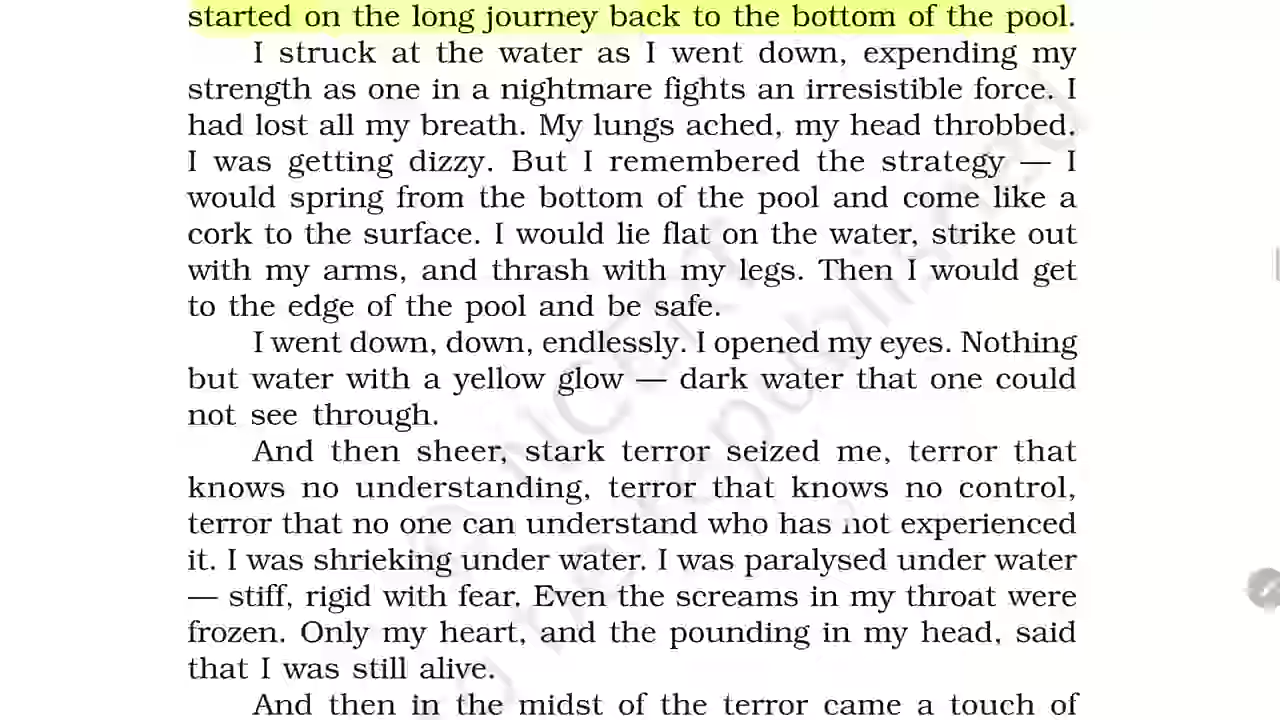 started on the long journey back to the bottom of the pool.
I struck at the water as I went down, expending my
strength as one in a nightmare fights an irresistible force. I
had lost all my breath. My lungs ached, my head throbbed.
I was getting dizzy. But I remembered the strategy — I
would spring from the bottom of the pool and come like a
cork to the surface. I would lie flat on the water, strike out
with my arms, and thrash with my legs. Then I would get
to the edge of the pool and be safe.
I went down, down, endlessly. I opened my eyes. Nothing
but water with a yellow glow — dark water that one could
not see through.
And then sheer, stark terror seized me, terror that
knows no understanding, terror that knows no control,
terror that no one can understand who has not experienced
it. I was shrieking under water. I was paralysed under water
— stiff, rigid with fear. Even the screams in my throat were
frozen. Only my heart, and the pounding in my head, said
that I was still alive.
And then in the midst of the terror came a touch of